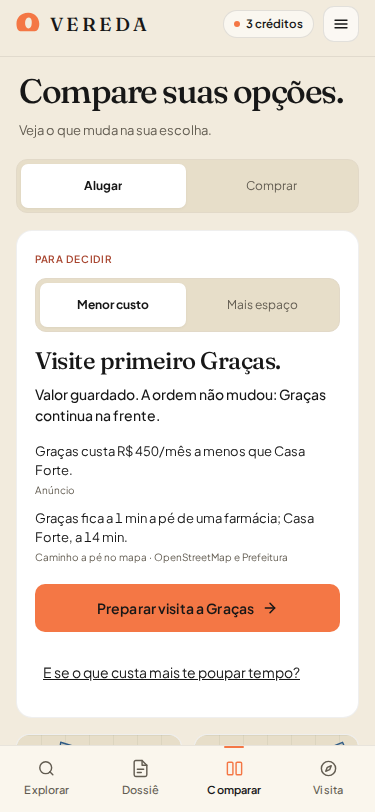 VEREDA
3 créditos
Compare suas opções.
Veja o que muda na sua escolha.
Alugar
Comprar
PARA DECIDIR
Menor custo
Mais espaço
Visite primeiro Graças.
Valor guardado. A ordem não mudou: Graças
continua na frente.
Graças custa R$ 450/mês a menos que Casa
Forte.
Anúncio
Graças fica a 1 min a pé de uma farmácia; Casa
Forte, a 14 min.
Caminho a pé no mapa · OpenStreetMap e Prefeitura
Preparar visita a Graças →
E se o que custa mais te poupar tempo?
Explorar
Dossiê
Comparar
Visita